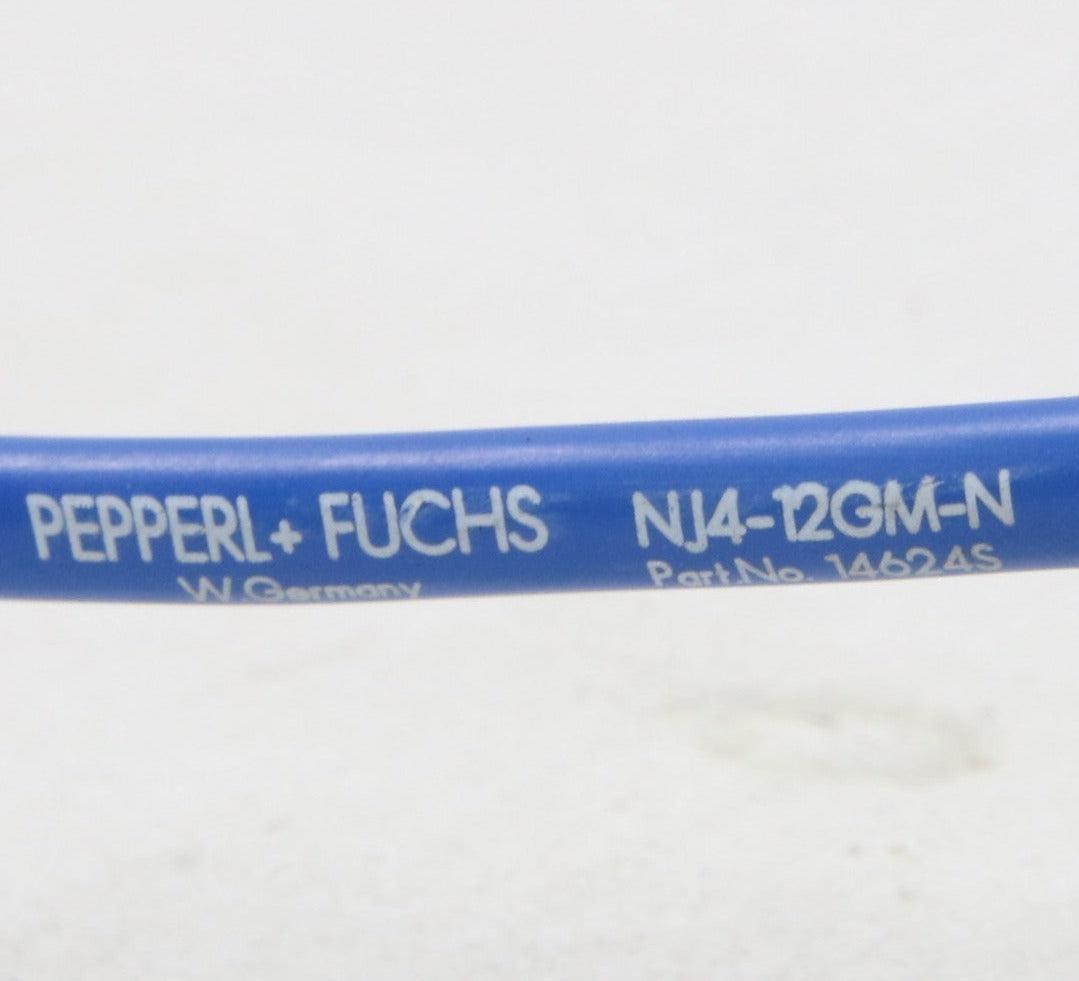 PEPPERL+ FUCHS NJ4-12GM-N
W.Germany Part.No. 14624S